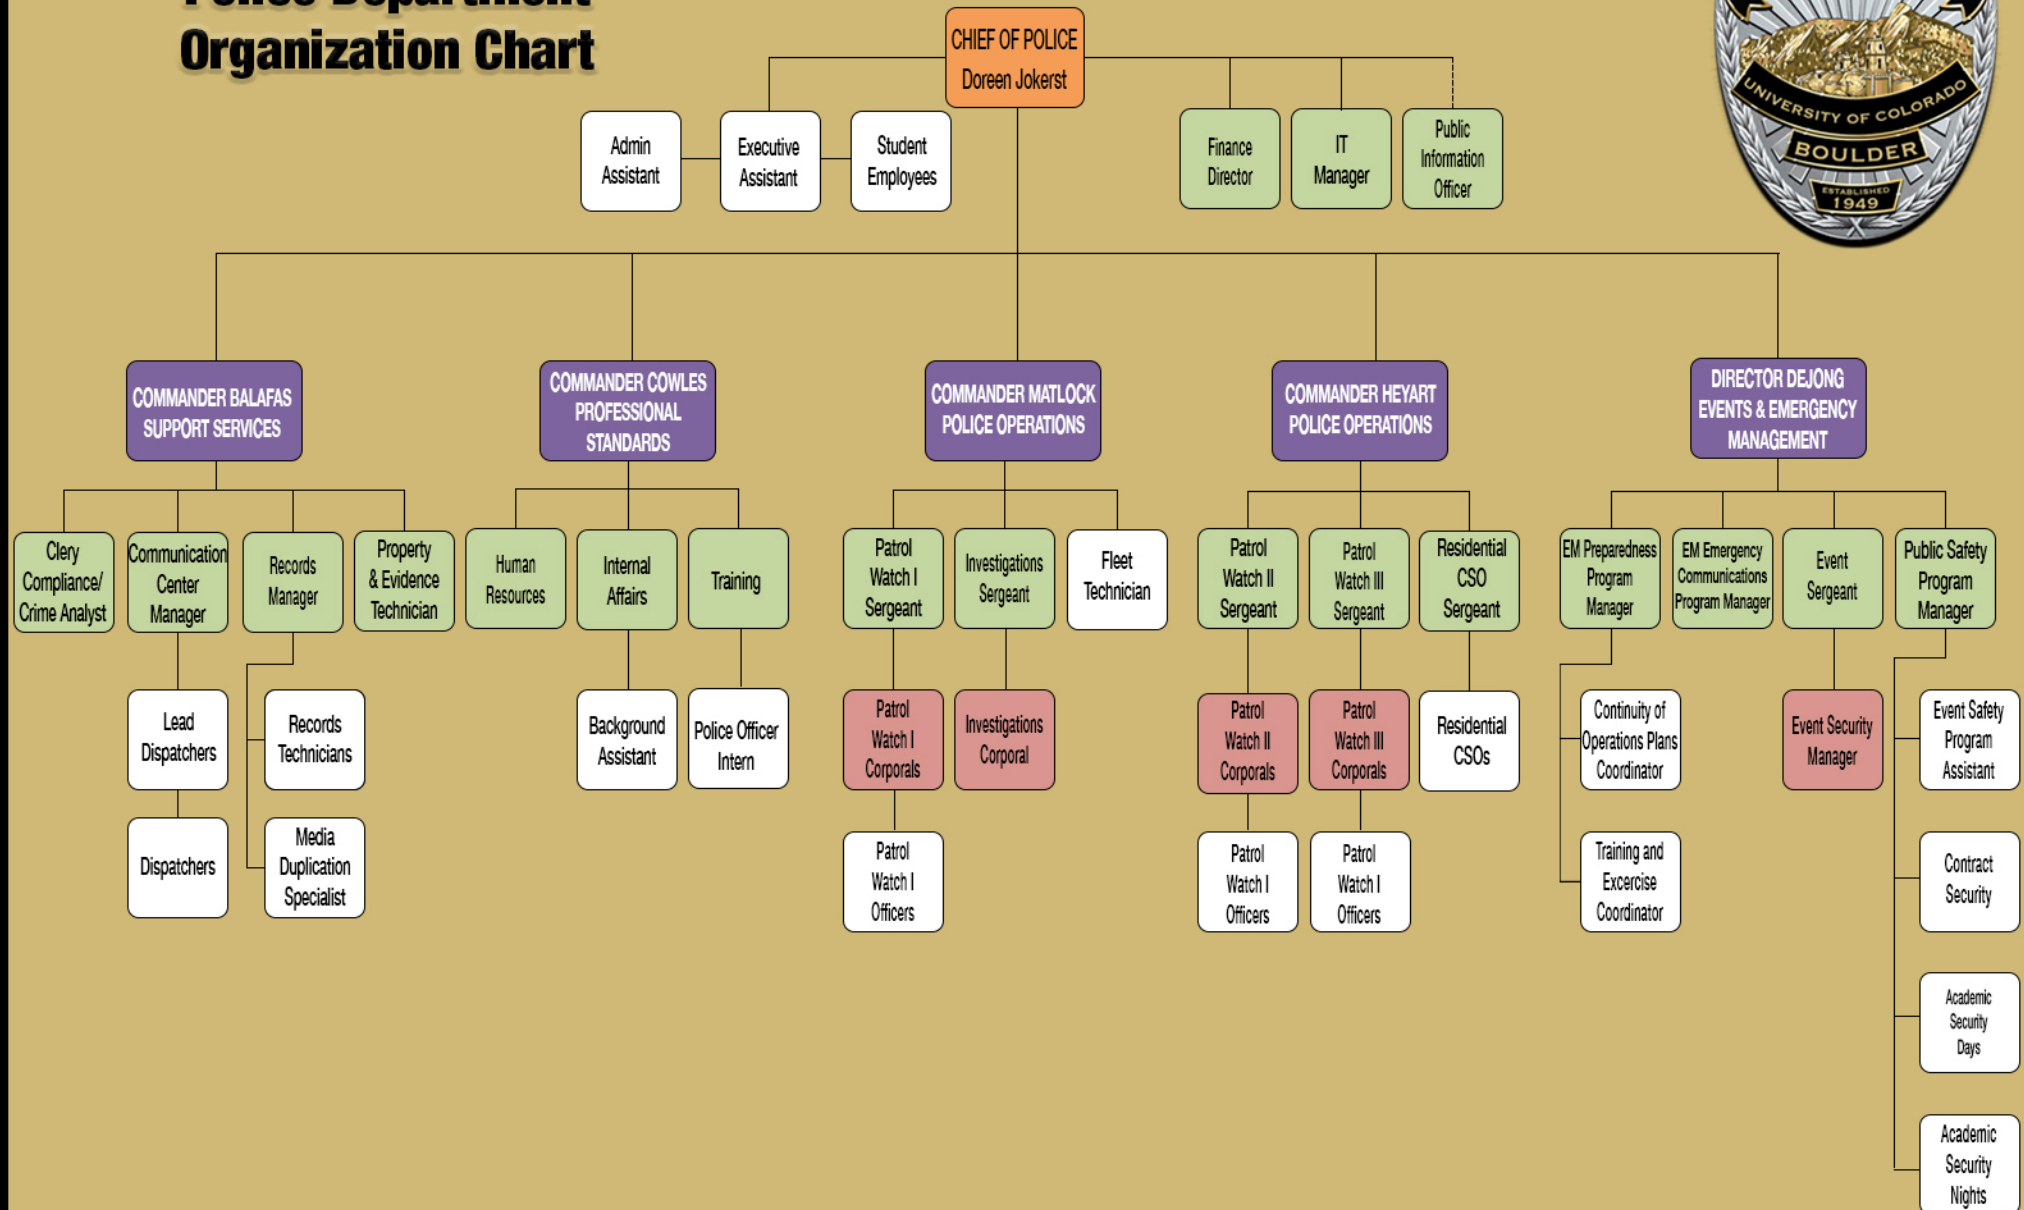 Police Department
Organization Chart
CHIEF OF POLICE
Doreen Jokerst
UNIVERSITY OF COLORADO
BOULDER
ESTABLISHED
1949
Admin
Assistant
Executive
Assistant
Student
Employees
Finance
Director
IT
Manager
Public
Information
Officer
COMMANDER BALAFAS
SUPPORT SERVICES
COMMANDER COWLES
PROFESSIONAL
STANDARDS
COMMANDER MATLOCK
POLICE OPERATIONS
COMMANDER HEYART
POLICE OPERATIONS
DIRECTOR DEJONG
EVENTS & EMERGENCY
MANAGEMENT
Clery
Compliance/
Crime Analyst
Communication
Center
Manager
Records
Manager
Property
& Evidence
Technician
Human
Resources
Internal
Affairs
Training
Patrol
Watch I
Sergeant
Investigations
Sergeant
Fleet
Technician
Patrol
Watch II
Sergeant
Patrol
Watch III
Sergeant
Residential
CSO
Sergeant
EM Preparedness
Program
Manager
EM Emergency
Communications
Program Manager
Event
Sergeant
Public Safety
Program
Manager
Lead
Dispatchers
Records
Technicians
Background
Assistant
Police Officer
Intern
Patrol
Watch I
Corporals
Investigations
Corporal
Patrol
Watch II
Corporals
Patrol
Watch III
Corporals
Residential
CSOs
Continuity of
Operations Plans
Coordinator
Event Security
Manager
Event Safety
Program
Assistant
Dispatchers
Media
Duplication
Specialist
Patrol
Watch I
Officers
Patrol
Watch I
Officers
Patrol
Watch I
Officers
Training and
Excercise
Coordinator
Contract
Security
Academic
Security
Days
Academic
Security
Nights